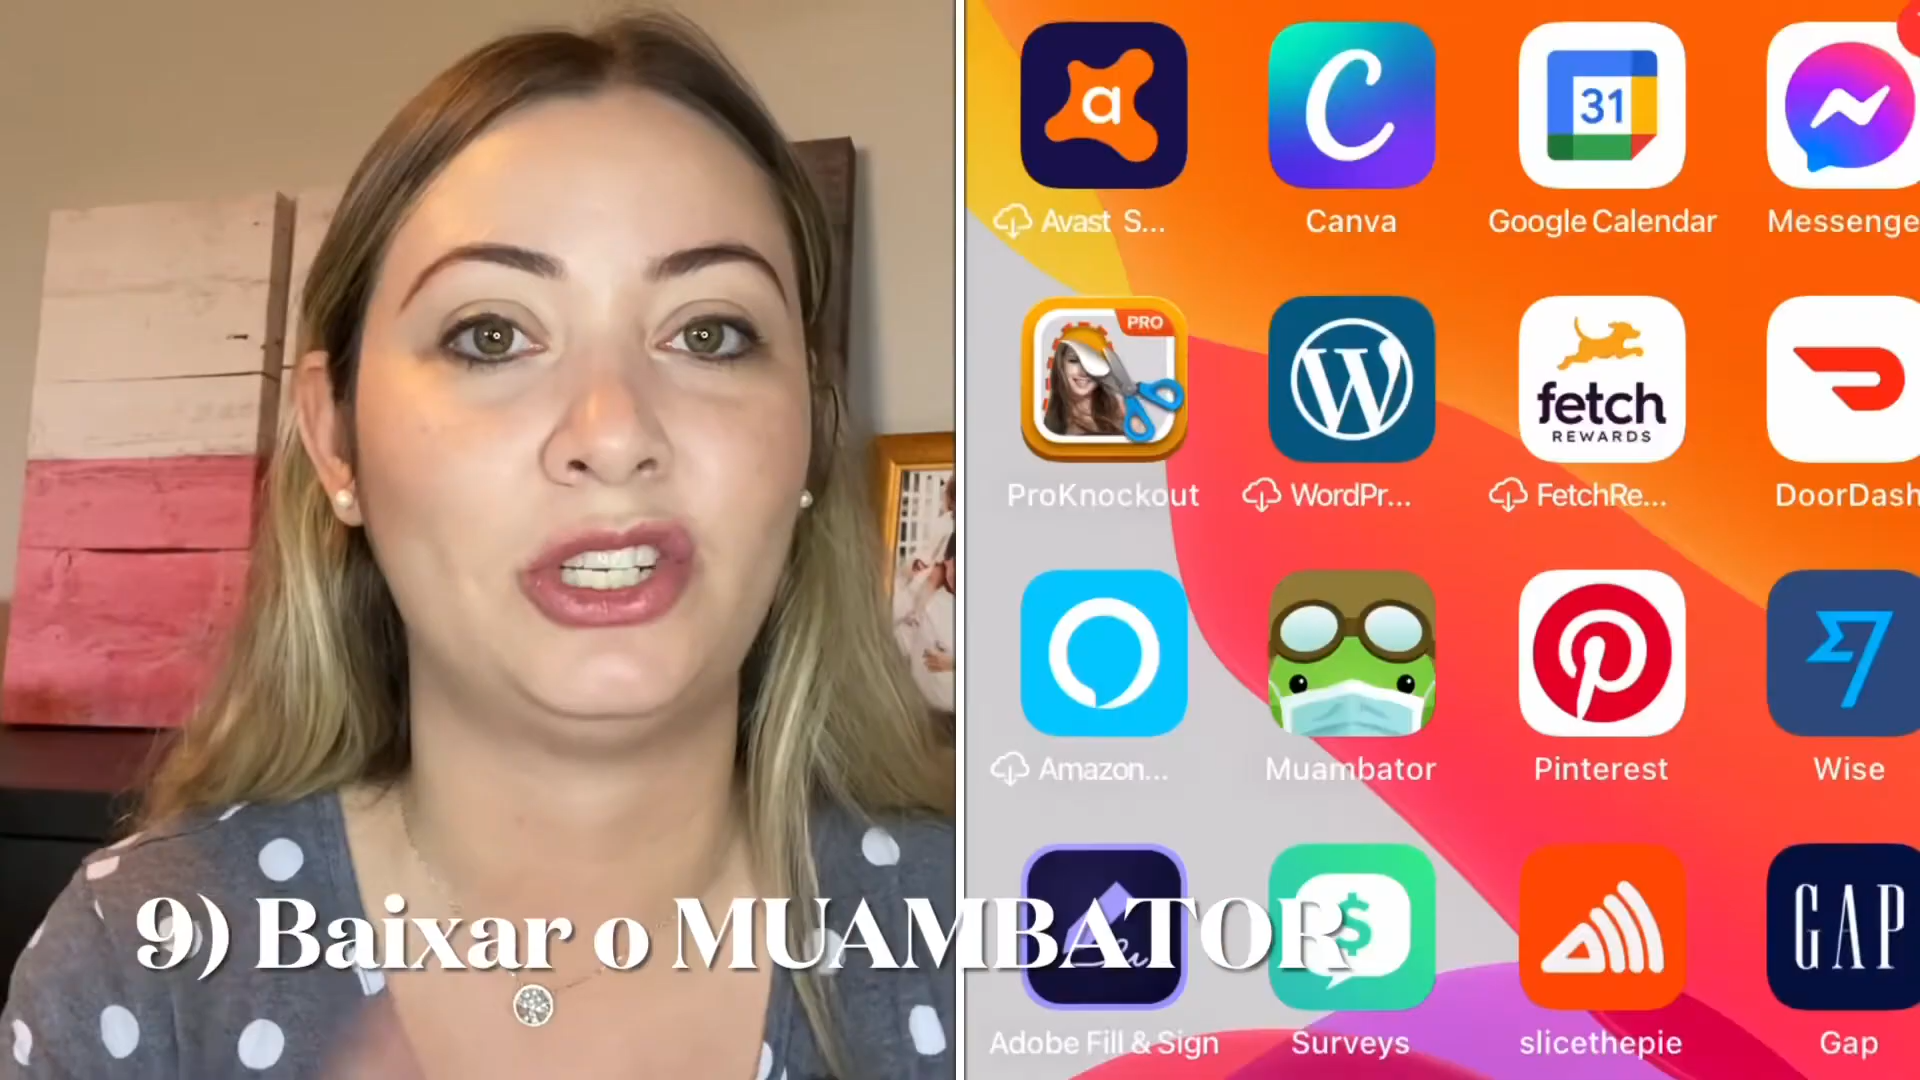 a
C
31
Avast S...
Canva
Google Calendar
Messenge
PRO
W
fetch
REWARDS
ProKnockout
WordPr...
FetchRe...
DoorDash
Amazon...
Muambator
Pinterest
Wise
9) Baixar o MUAMBATOR
$
GAP
Adobe Fill & Sign
Surveys
slicethepie
Gap